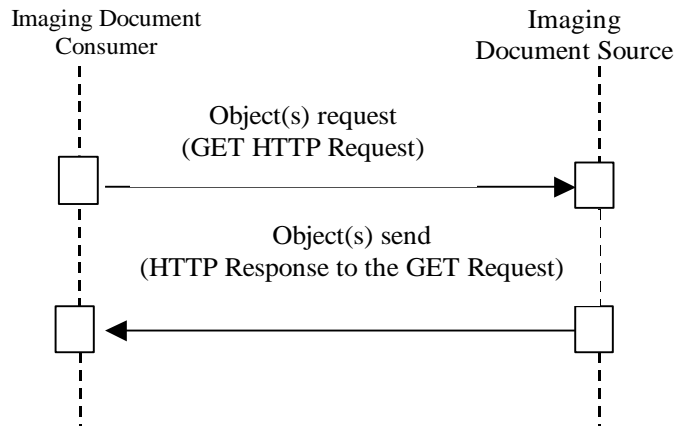 Imaging Document
Consumer
Imaging
Document Source
Object(s) request
(GET HTTP Request)
Object(s) send
(HTTP Response to the GET Request)